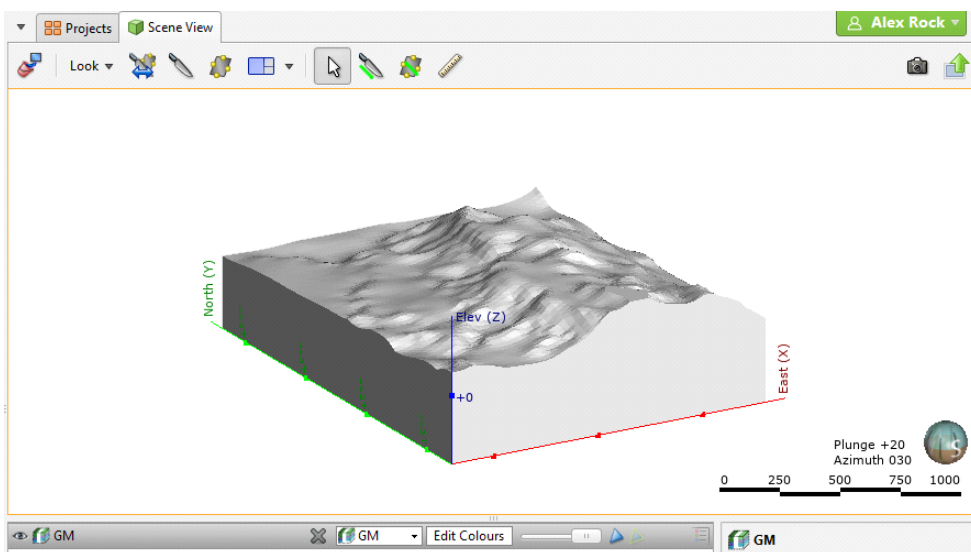 Projects
Scene View
Alex Rock
Look
North (Y)
Elev (Z)
+0
East (X)
Plunge +20
Azimuth 030
S
0 250 500 750 1000
GM
GM
Edit Colours
GM